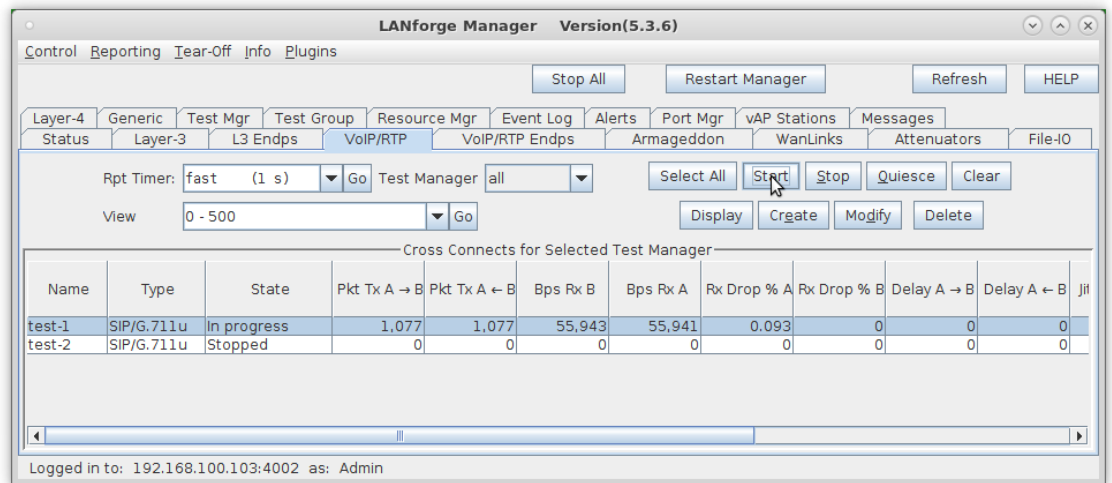 LANforge Manager Version(5.3.6)
Control Reporting Tear-Off Info Plugins
Stop All Restart Manager Refresh HELP
Layer-4 Generic Test Mgr Test Group Resource Mgr Event Log Alerts Port Mgr vAP Stations Messages
Status Layer-3 L3 Endps VoIP/RTP VoIP/RTP Endps Armageddon WanLinks Attenuators File-IO
Rpt Timer: fast (1 s) Go Test Manager all Select All Start Stop Quiesce Clear
View 0 - 500 Go Display Create Modify Delete
Cross Connects for Selected Test Manager
Name Type State Pkt Tx A → B Pkt Tx A ← B Bps Rx B Bps Rx A Rx Drop % A Rx Drop % B Delay A → B Delay A ← B Jit
test-1 SIP/G.711u In progress 1,077 1,077 55,943 55,941 0.093 0 0 0
test-2 SIP/G.711u Stopped 0 0 0 0 0 0 0 0
Logged in to: 192.168.100.103:4002 as: Admin